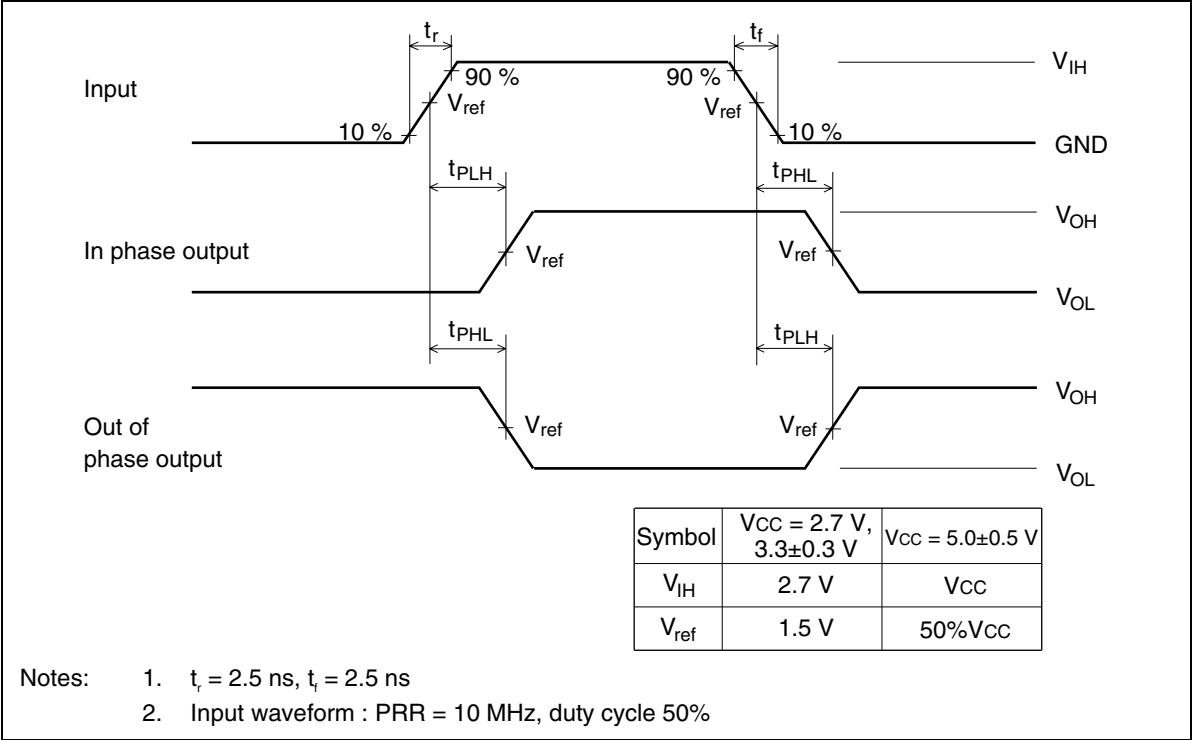 tr
tf
Input
90 %
90 %
VIH
Vref
Vref
10 %
10 %
GND
tPLH
tPHL
VOH
In phase output
Vref
Vref
VOL
tPHL
tPLH
VOH
Out of
phase output
Vref
Vref
VOL
Symbol
VCC = 2.7 V,
3.3±0.3 V
VCC = 5.0±0.5 V
VIH
2.7 V
VCC
Vref
1.5 V
50%VCC
Notes: 1. tr = 2.5 ns, tf = 2.5 ns
2. Input waveform : PRR = 10 MHz, duty cycle 50%